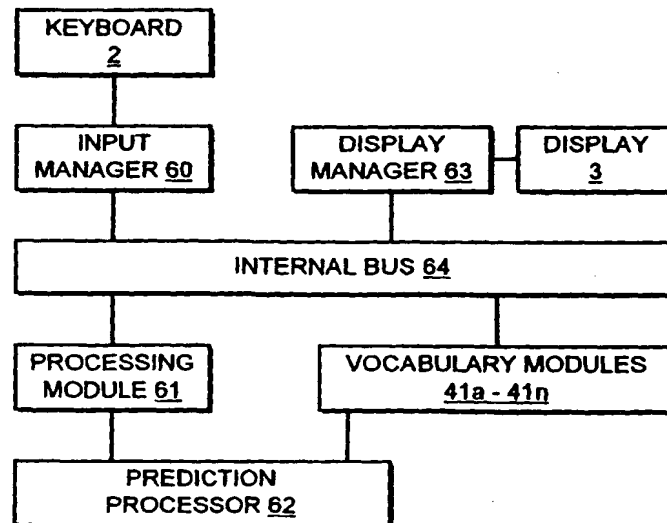 KEYBOARD
2
INPUT
MANAGER 60
DISPLAY
MANAGER 63
DISPLAY
3
INTERNAL BUS 64
PROCESSING
MODULE 61
VOCABULARY MODULES
41a - 41n
PREDICTION
PROCESSOR 62